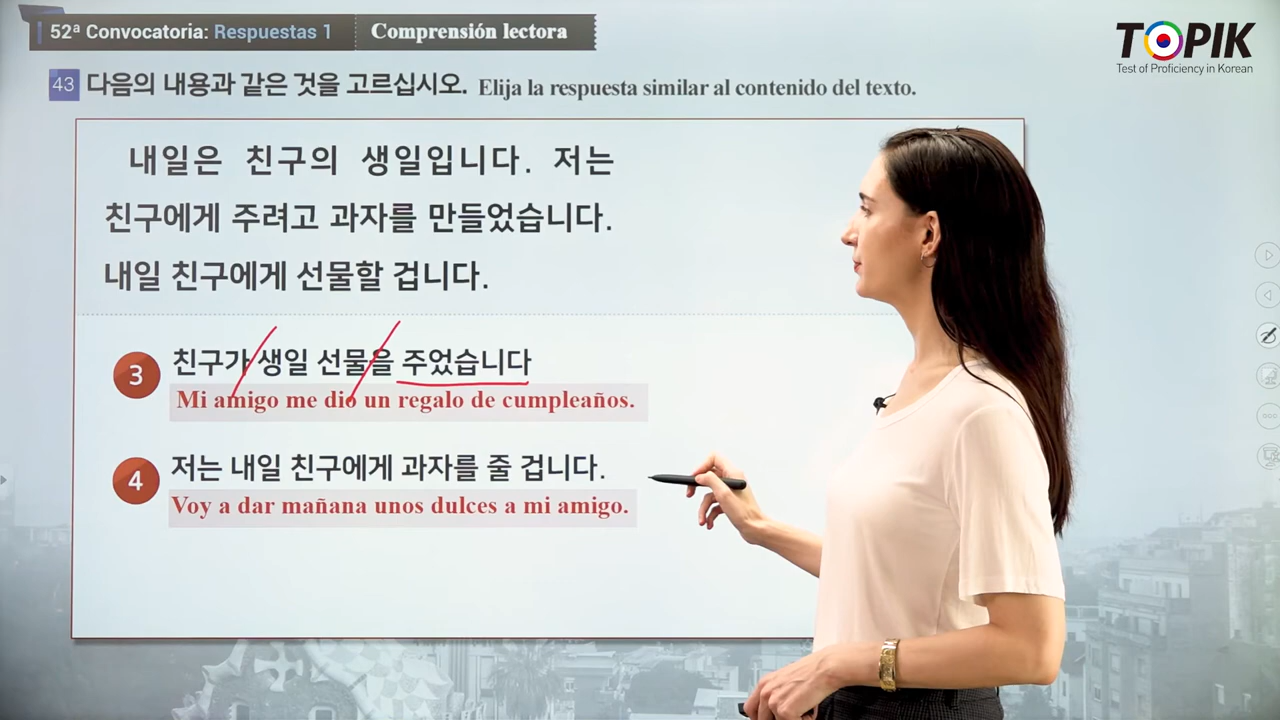 52ª Convocatoria: Respuestas 1 Comprensión lectora
TOPIK
Test of Proficiency in Korean
43 다음의 내용과 같은 것을 고르십시오. Elija la respuesta similar al contenido del texto.
내일은 친구의 생일입니다. 저는
친구에게 주려고 과자를 만들었습니다.
내일 친구에게 선물할 겁니다.
3 친구가 생일 선물을 주었습니다
Mi amigo me dio un regalo de cumpleaños.
4 저는 내일 친구에게 과자를 줄 겁니다.
Voy a dar mañana unos dulces a mi amigo.